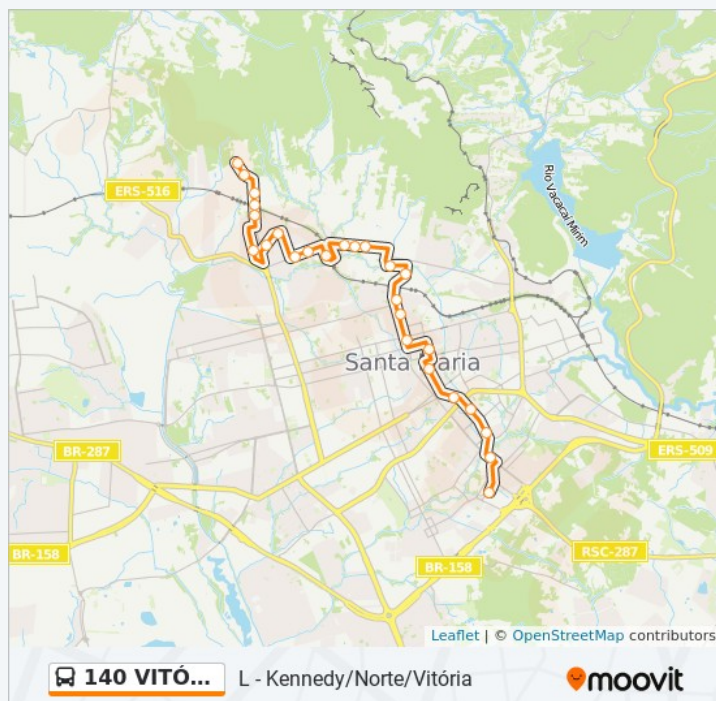 ERS-516
Rio Vacacaí Mirim
Santa Maria
BR-287
ERS-509
BR-158
RSC-287
BR-158
Leaflet | © OpenStreetMap contributors
140 VITÓ... L - Kennedy/Norte/Vitória moovit